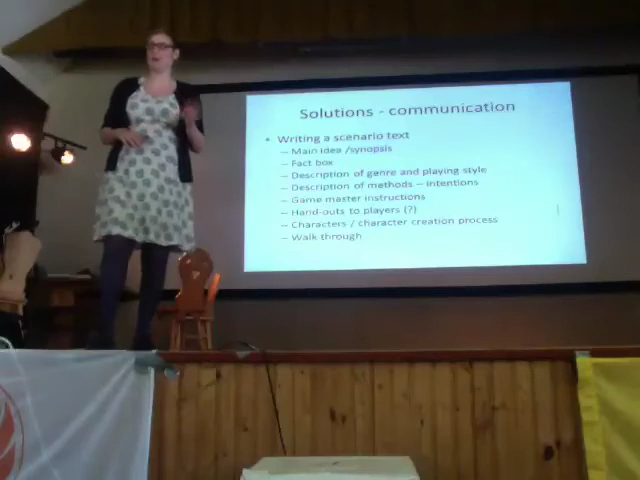 Solutions - communication
• Writing a scenario text
– Main idea /synopsis
– Fact box
– Description of genre and playing style
– Description of methods – intentions
– Game master instructions
– Hand-outs to players (?)
– Characters / character creation process
– Walk through